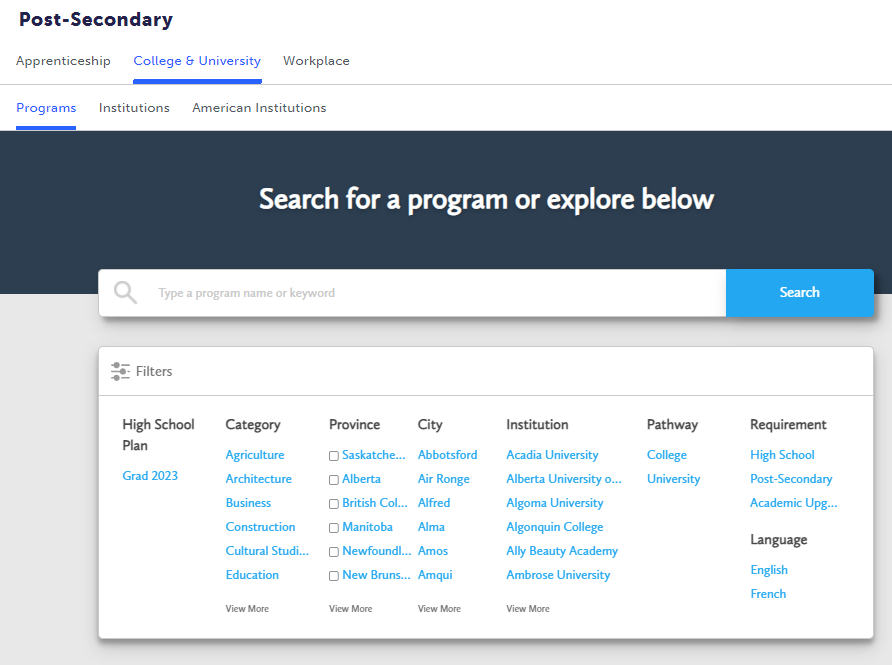 Post-Secondary
Apprenticeship College & University Workplace
Programs Institutions American Institutions
Search for a program or explore below
Type a program name or keyword
Search
Filters
High School
Plan
Grad 2023
Category
Agriculture
Architecture
Business
Construction
Cultural Studi...
Education
View More
Province
Saskatche...
Alberta
British Col...
Manitoba
Newfoundl...
New Bruns...
View More
City
Abbotsford
Air Ronge
Alfred
Alma
Amos
Amqui
View More
Institution
Acadia University
Alberta University o...
Algoma University
Algonquin College
Ally Beauty Academy
Ambrose University
View More
Pathway
College
University
Requirement
High School
Post-Secondary
Academic Upg...
Language
English
French